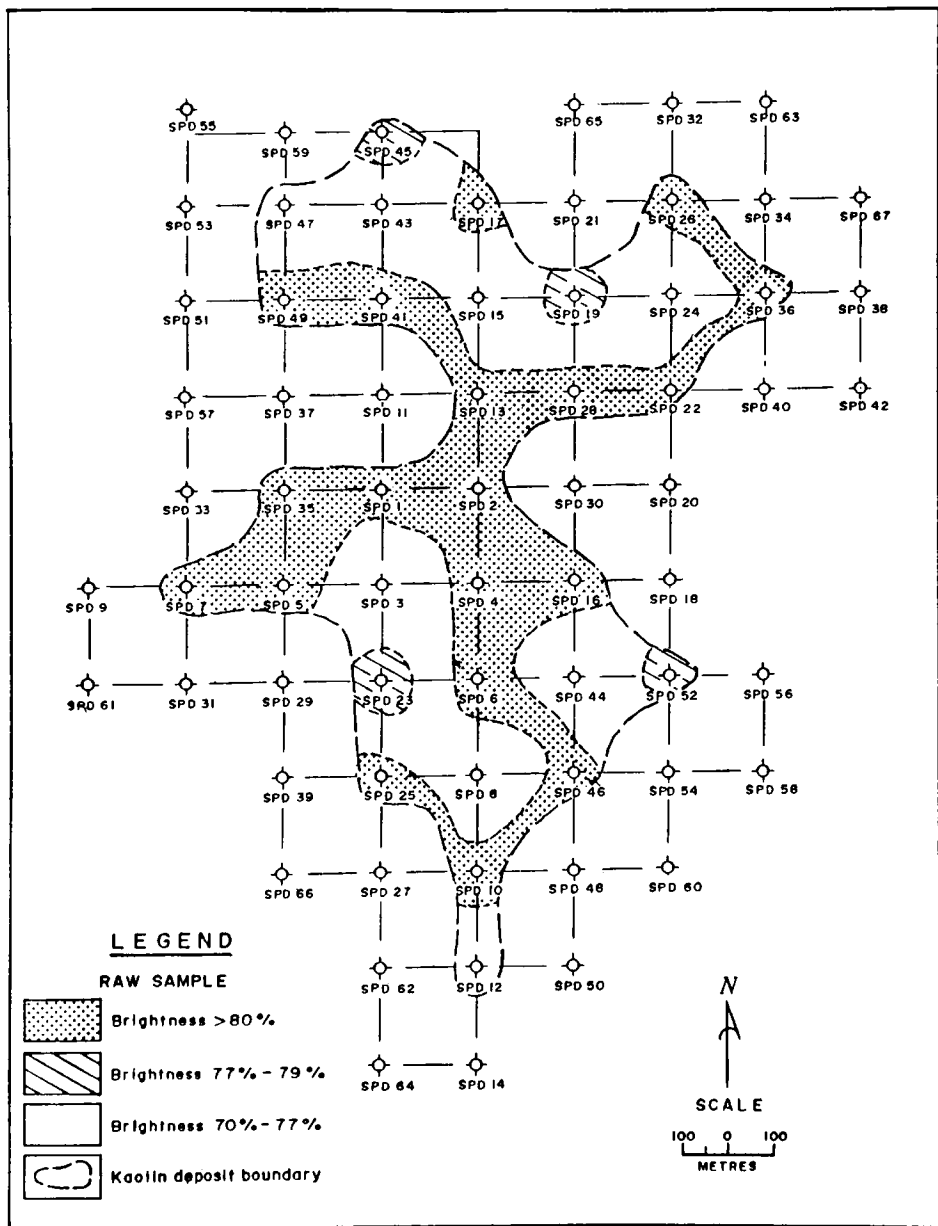 SPD 55
SPD 59
SPD 45
SPD 65
SPD 32
SPD 63
SPD 53
SPD 47
SPD 43
SPD 17
SPD 21
SPD 26
SPD 34
SPD 67
SPD 51
SPD 49
SPD 41
SPD 15
SPD 19
SPD 24
SPD 36
SPD 38
SPD 57
SPD 37
SPD 11
SPD 13
SPD 28
SPD 22
SPD 40
SPD 42
SPD 33
SPD 35
SPD 1
SPD 2
SPD 30
SPD 20
SPD 9
SPD 7
SPD 5
SPD 3
SPD 4
SPD 16
SPD 18
SPD 61
SPD 31
SPD 29
SPD 23
SPD 6
SPD 44
SPD 52
SPD 56
SPD 39
SPD 25
SPD 8
SPD 46
SPD 54
SPD 58
SPD 66
SPD 27
SPD 10
SPD 48
SPD 60
SPD 62
SPD 12
SPD 50
SPD 64
SPD 14
LEGEND
RAW SAMPLE
Brightness >80%
Brightness 77% - 79%
Brightness 70% - 77%
Kaolin deposit boundary
N
SCALE
100 0 100
METRES